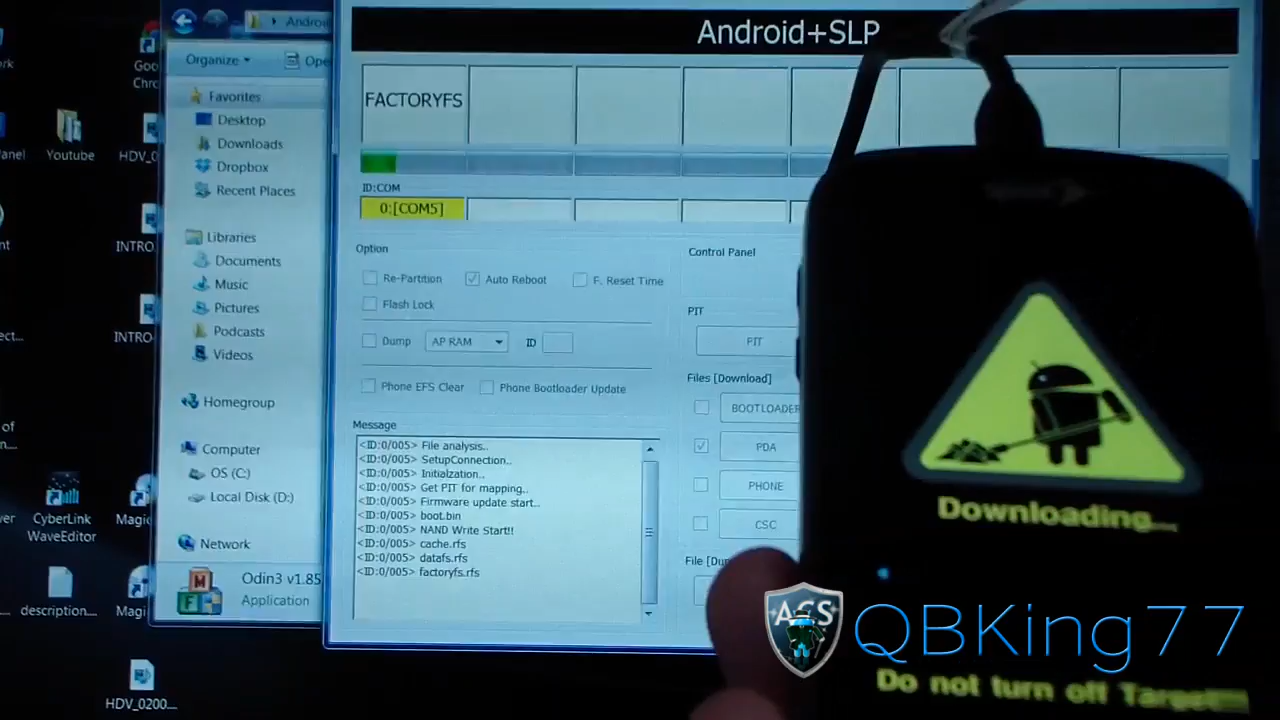 Android
Organize
Favorites
Desktop
Downloads
Dropbox
Recent Places
Libraries
Documents
Music
Pictures
Podcasts
Videos
Homegroup
Computer
OS (C:)
Local Disk (D:)
Network
Odin3 v1.85
Application
Youtube
CyberLink
WaveEditor
description....
HDV_0200...
INTRO
INTRO
Android+SLP
FACTORYFS
ID:COM
0:[COM5]
Option
Re-Partition Auto Reboot F. Reset Time
Flash Lock
Dump AP RAM ID
Phone EFS Clear Phone Bootloader Update
Message
<ID:0/005> File analysis..
<ID:0/005> SetupConnection..
<ID:0/005> Initialzation..
<ID:0/005> Get PIT for mapping..
<ID:0/005> Firmware update start..
<ID:0/005> boot.bin
<ID:0/005> NAND Write Start!!
<ID:0/005> cache.rfs
<ID:0/005> datafs.rfs
<ID:0/005> factoryfs.rfs
Control Panel
PIT
PIT
Files [Download]
BOOTLOADER
PDA
PHONE
CSC
Downloading...
ACS
QBKing77
Do not turn off Target!!!